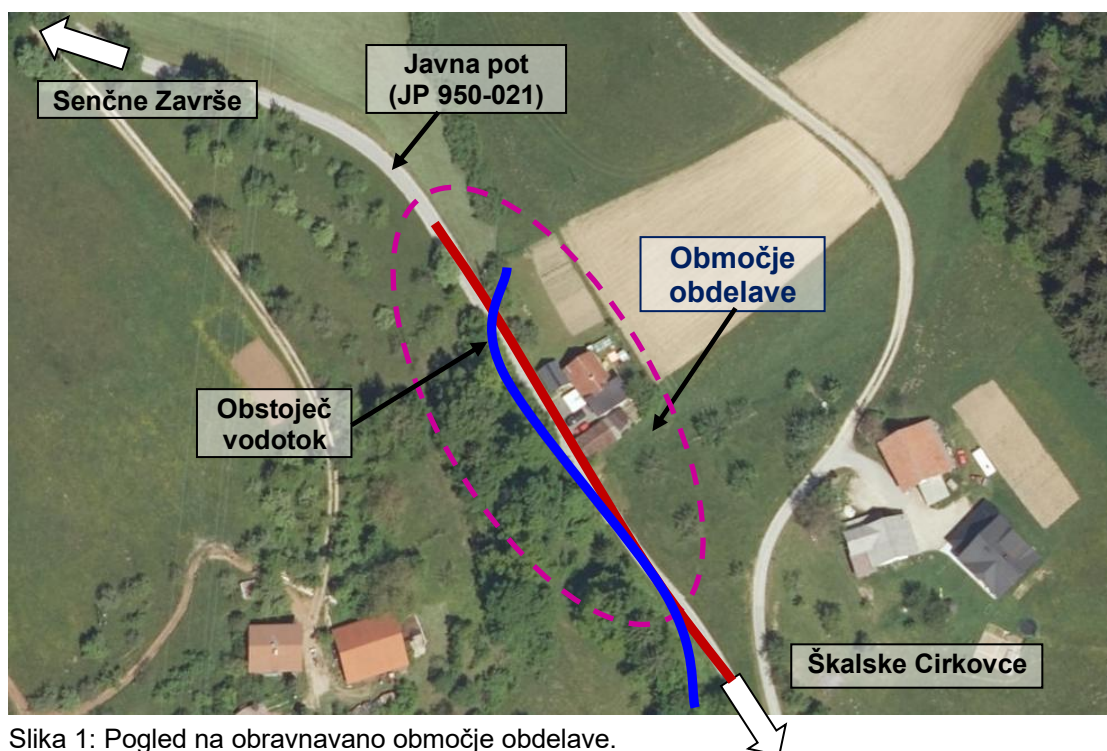 Javna pot
(JP 950-021)
Senčne Završe
Območje
obdelave
Obstoječ
vodotok
Škalske Cirkovce
Slika 1: Pogled na obravnavano območje obdelave.